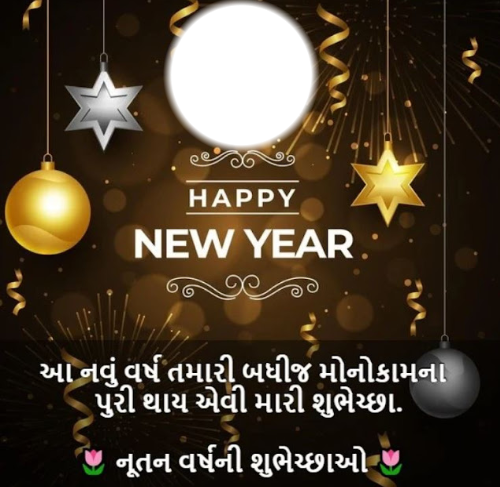 HAPPY
NEW YEAR
આ નવું વર્ષ તમારી બધીજ મોનોકામના
પુરી થાય એવી મારી શુભેચ્છા.
🌷 નૂતન વર્ષની શુભેચ્છાઓ 🌷